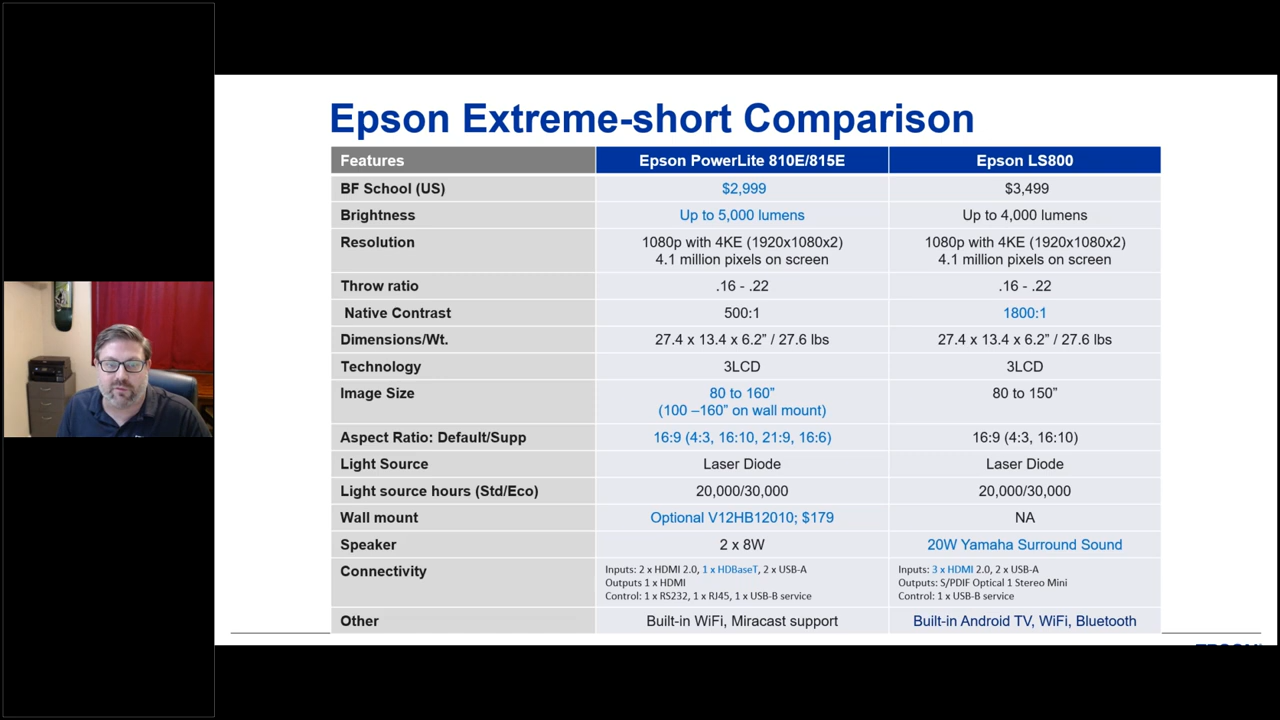 Epson Extreme-short Comparison
Features Epson PowerLite 810E/815E Epson LS800
BF School (US) $2,999 $3,499
Brightness Up to 5,000 lumens Up to 4,000 lumens
Resolution 1080p with 4KE (1920x1080x2) 1080p with 4KE (1920x1080x2)
4.1 million pixels on screen 4.1 million pixels on screen
Throw ratio .16 - .22 .16 - .22
Native Contrast 500:1 1800:1
Dimensions/Wt. 27.4 x 13.4 x 6.2” / 27.6 lbs 27.4 x 13.4 x 6.2” / 27.6 lbs
Technology 3LCD 3LCD
Image Size 80 to 160” 80 to 150”
(100 –160” on wall mount)
Aspect Ratio: Default/Supp 16:9 (4:3, 16:10, 21:9, 16:6) 16:9 (4:3, 16:10)
Light Source Laser Diode Laser Diode
Light source hours (Std/Eco) 20,000/30,000 20,000/30,000
Wall mount Optional V12HB12010; $179 NA
Speaker 2 x 8W 20W Yamaha Surround Sound
Connectivity Inputs: 2 x HDMI 2.0, 1 x HDBaseT, 2 x USB-A Inputs: 3 x HDMI 2.0, 2 x USB-A
Outputs 1 x HDMI Outputs: S/PDIF Optical 1 Stereo Mini
Control: 1 x RS232, 1 x RJ45, 1 x USB-B service Control: 1 x USB-B service
Other Built-in WiFi, Miracast support Built-in Android TV, WiFi, Bluetooth